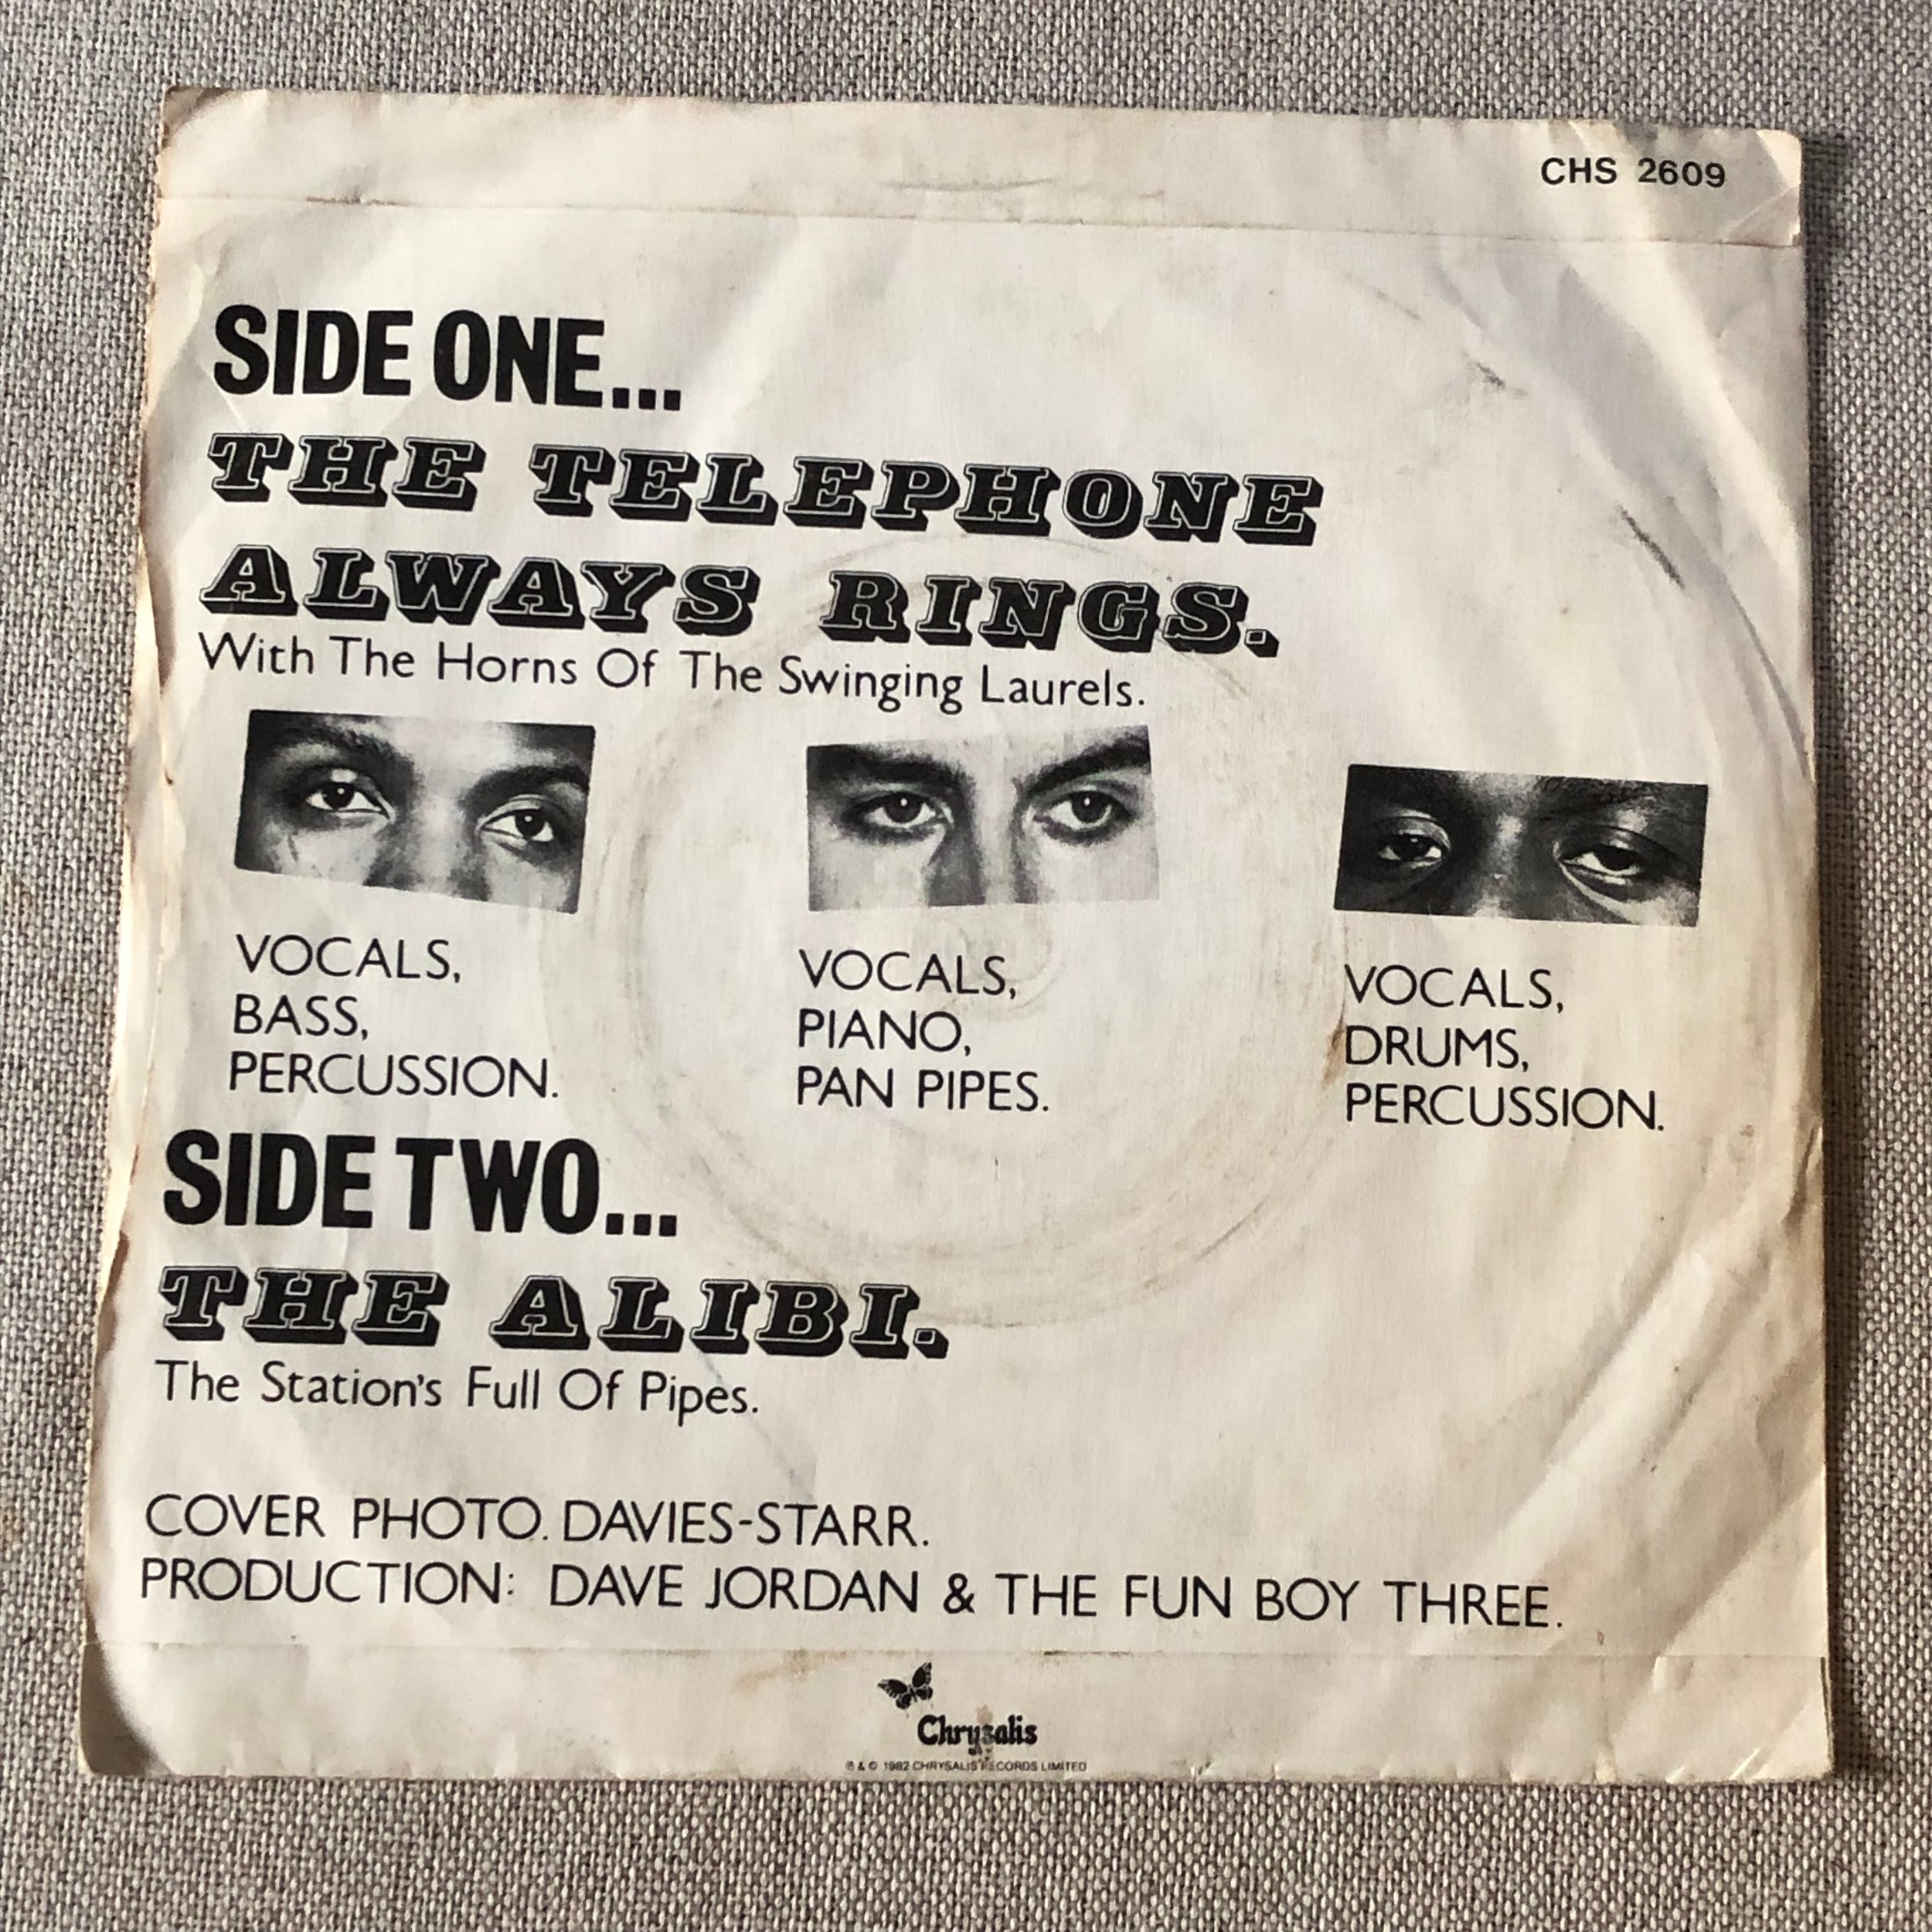 CHS 2609
SIDE ONE...
THE TELEPHONE
ALWAYS RINGS.
With The Horns Of The Swinging Laurels.
VOCALS,
BASS,
PERCUSSION.
VOCALS,
PIANO,
PAN PIPES.
VOCALS,
DRUMS,
PERCUSSION.
SIDE TWO...
THE ALIBI.
The Station's Full Of Pipes.
COVER PHOTO. DAVIES-STARR.
PRODUCTION: DAVE JORDAN & THE FUN BOY THREE.
Chrysalis
℗ & © 1982 CHRYSALIS RECORDS LIMITED